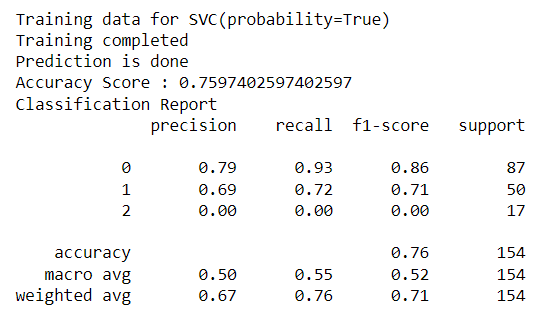 Training data for SVC(probability=True)
Training completed
Prediction is done
Accuracy Score : 0.7597402597402597
Classification Report
precision recall f1-score support
0 0.79 0.93 0.86 87
1 0.69 0.72 0.71 50
2 0.00 0.00 0.00 17
accuracy 0.76 154
macro avg 0.50 0.55 0.52 154
weighted avg 0.67 0.76 0.71 154